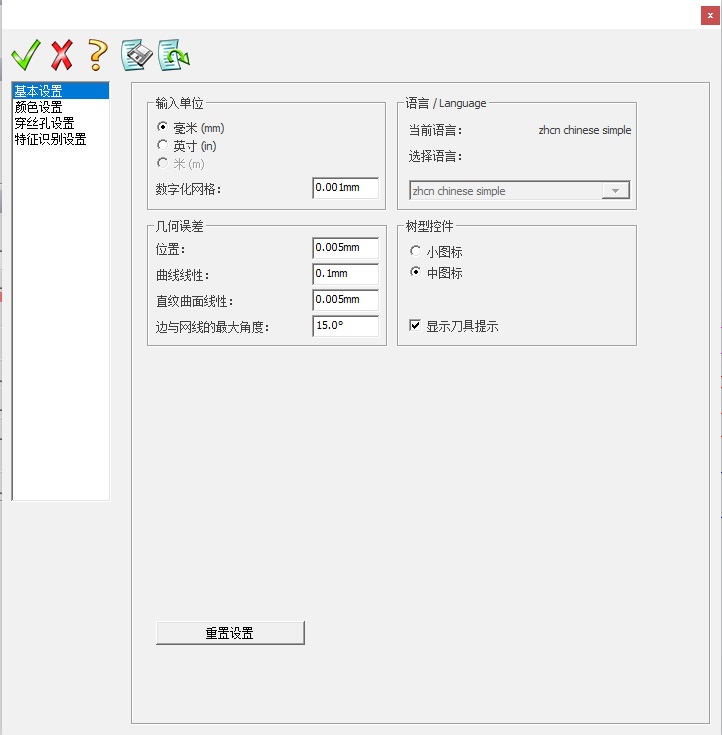 x
基本设置
颜色设置
穿丝孔设置
特征识别设置
输入单位
毫米 (mm)
英寸 (in)
米 (m)
数字化网格： 0.001mm
语言 / Language
当前语言： zhcn chinese simple
选择语言：
zhcn chinese simple
几何误差
位置： 0.005mm
曲线线性： 0.1mm
直纹曲面线性： 0.005mm
边与网线的最大角度： 15.0°
树型控件
小图标
中图标
显示刀具提示
重置设置